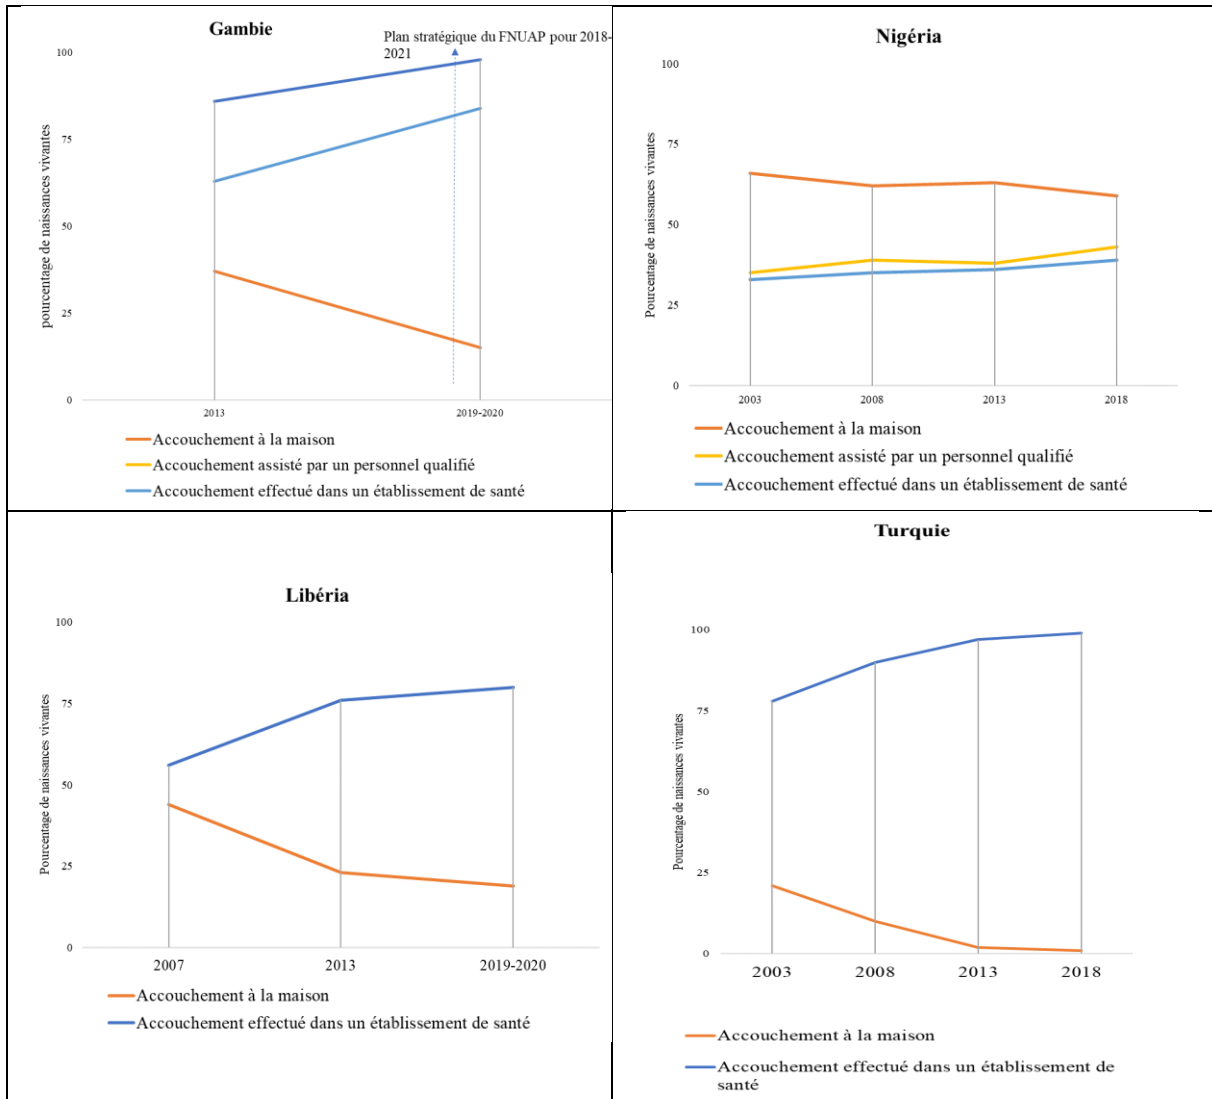 Gambie
Plan stratégique du FNUAP pour 2018-
2021
pourcentage de naissances vivantes
100
75
50
25
0
2013
2019-2020
Accouchement à la maison
Accouchement assisté par un personnel qualifié
Accouchement effectué dans un établissement de santé
Nigéria
Pourcentage de naissances vivantes
100
75
50
25
0
2003
2008
2013
2018
Accouchement à la maison
Accouchement assisté par un personnel qualifié
Accouchement effectué dans un établissement de santé
Libéria
Pourcentage de naissances vivantes
100
75
50
25
0
2007
2013
2019-2020
Accouchement à la maison
Accouchement effectué dans un établissement de santé
Turquie
Pourcentage de naissances vivantes
100
75
50
25
0
2003
2008
2013
2018
Accouchement à la maison
Accouchement effectué dans un établissement de
santé